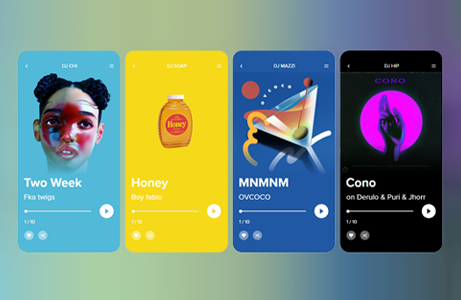 DJ CHI
Two Week
Fka twigs
1 / 10
DJ SOAP
Honey
Honey
Boy fabio
1 / 10
DJ MAZZI
MNMNM
OVCOCO
1 / 10
DJ HIP
COÑO
Cono
on Derulo & Puri & Jhorr
1 / 10